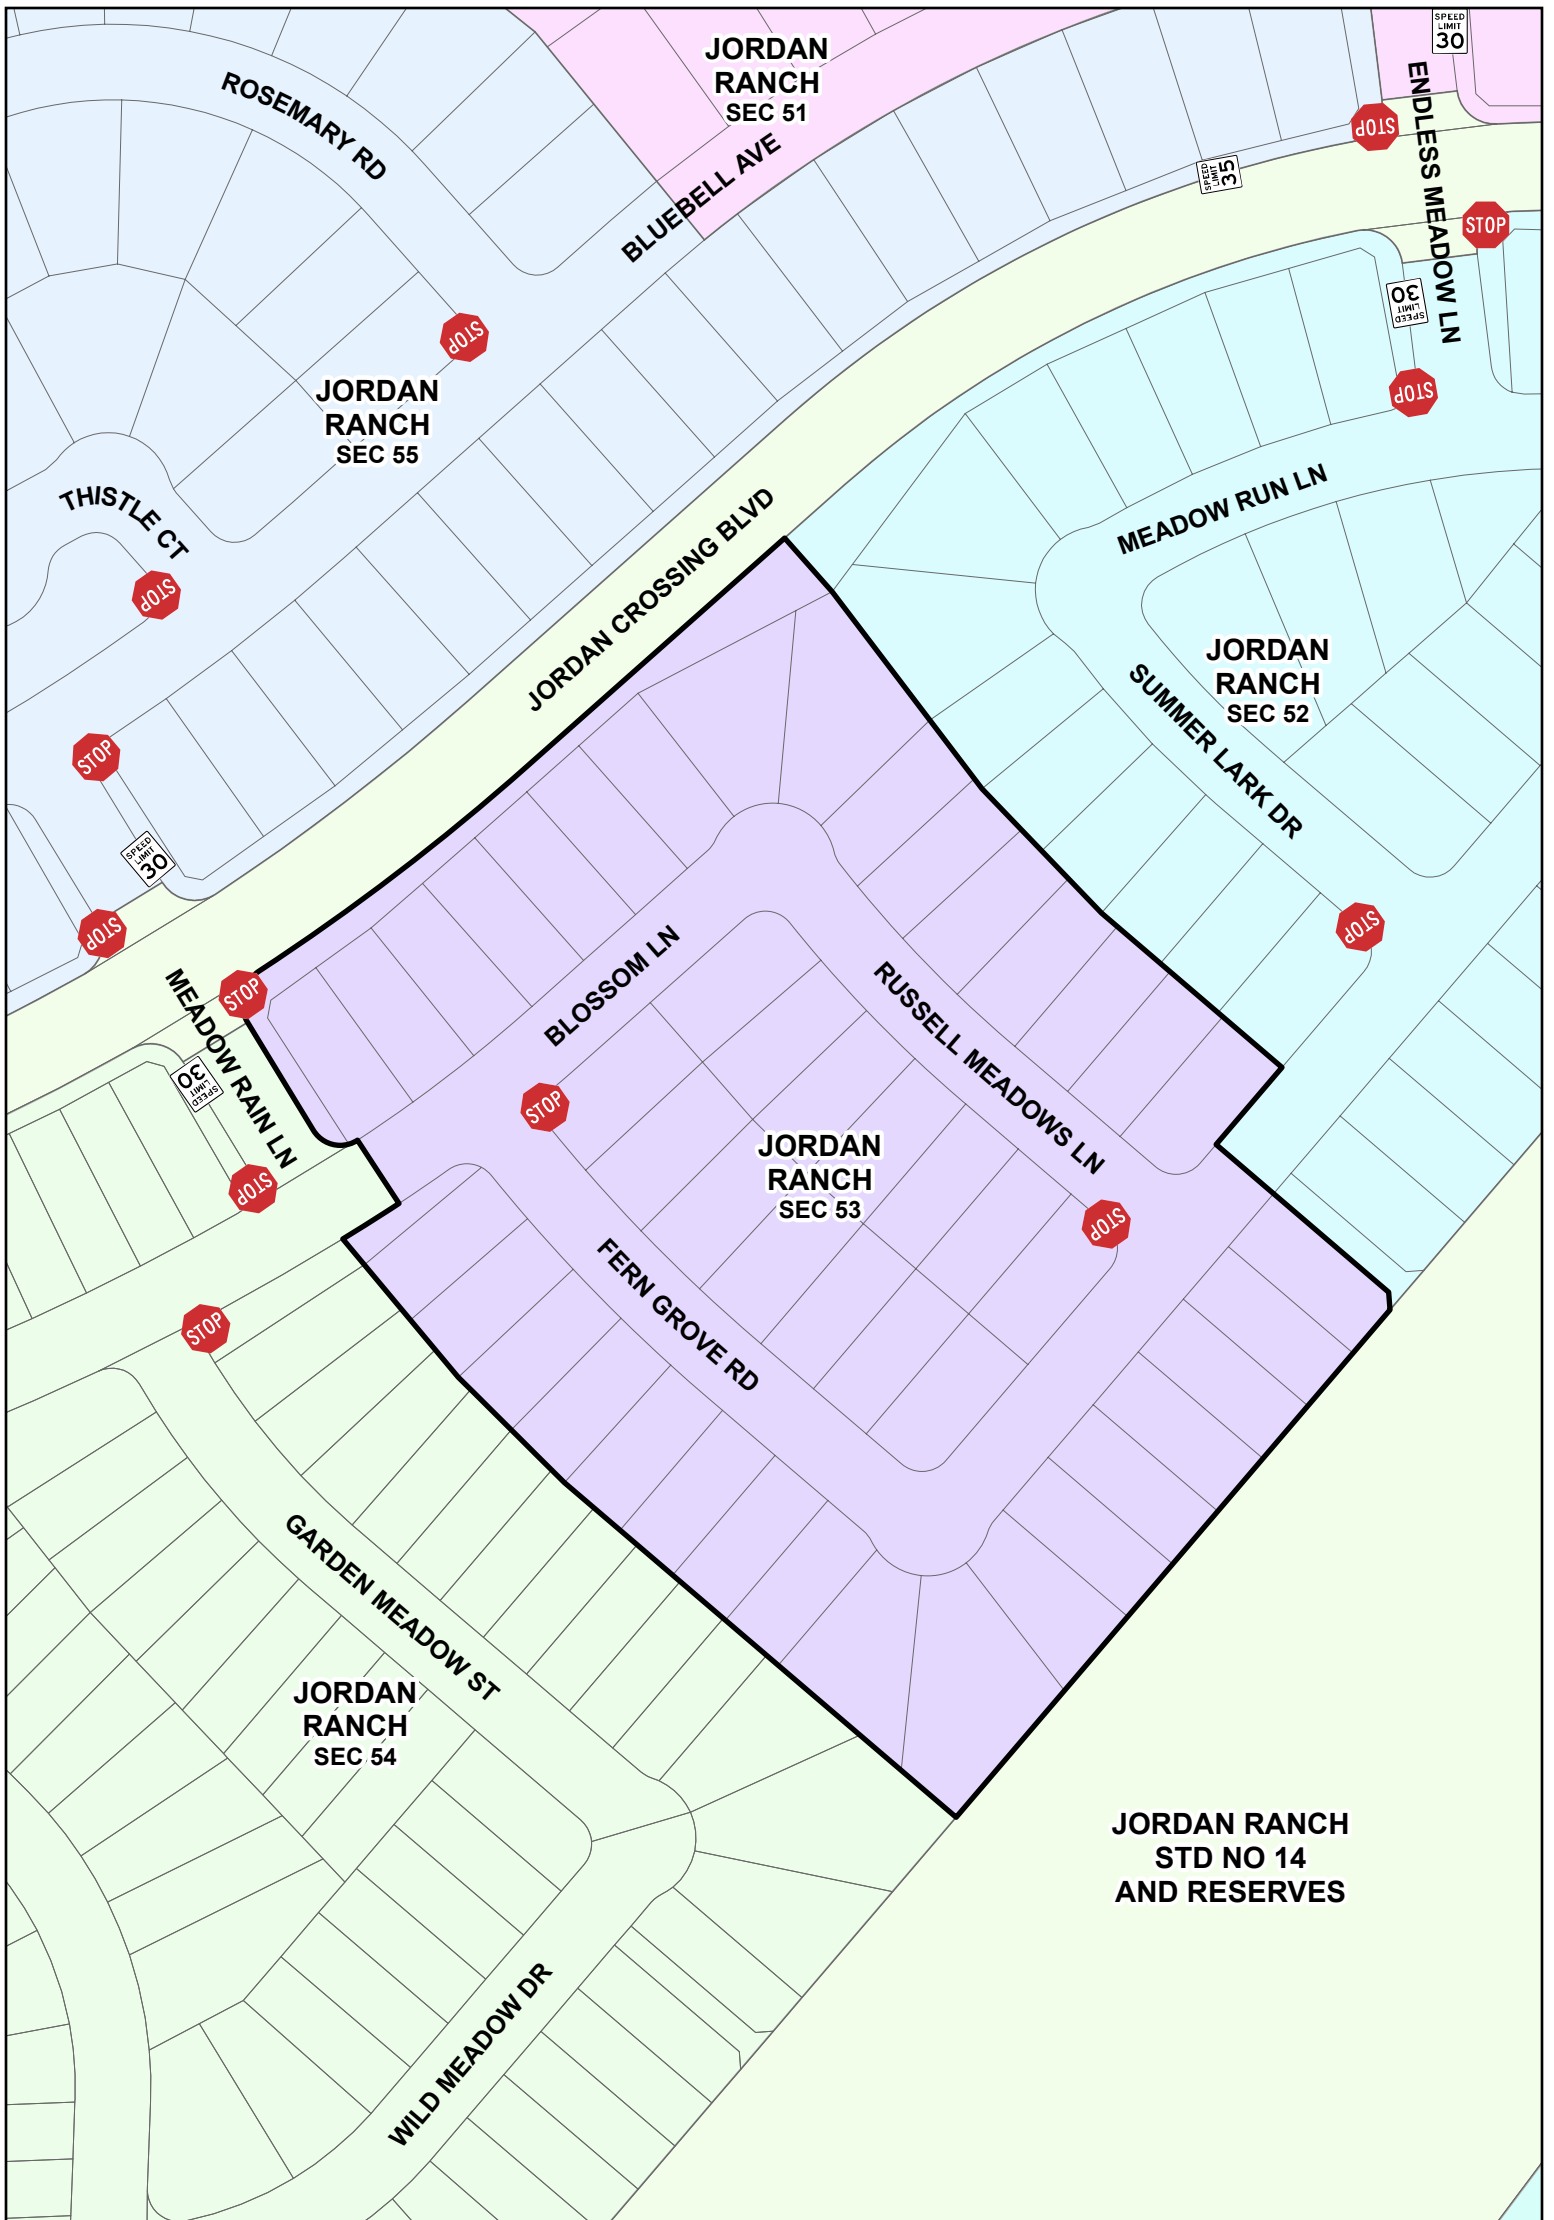 JORDAN
RANCH
SEC 51
SPEED
LIMIT
30
ROSEMARY RD
BLUEBELL AVE
ENDLESS MEADOW LN
STOP
SPEED
LIMIT
35
STOP
SPEED
LIMIT
30
STOP
STOP
JORDAN
RANCH
SEC 55
THISTLE CT
STOP
JORDAN CROSSING BLVD
MEADOW RUN LN
JORDAN
RANCH
SEC 52
SUMMER LARK DR
STOP
STOP
SPEED
LIMIT
30
STOP
STOP
MEADOW RAIN LN
SPEED
LIMIT
30
STOP
BLOSSOM LN
RUSSELL MEADOWS LN
STOP
JORDAN
RANCH
SEC 53
STOP
FERN GROVE RD
STOP
GARDEN MEADOW ST
JORDAN
RANCH
SEC 54
WILD MEADOW DR
JORDAN RANCH
STD NO 14
AND RESERVES